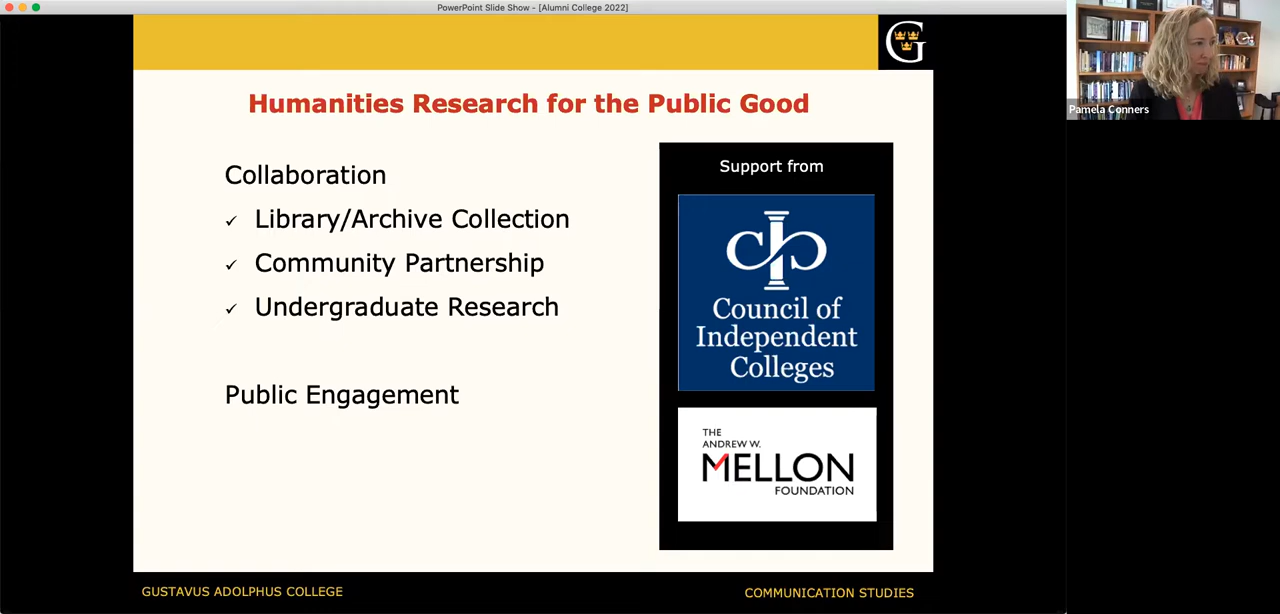 PowerPoint Slide Show - [Alumni College 2022]
G
Humanities Research for the Public Good
Collaboration
✓ Library/Archive Collection
✓ Community Partnership
✓ Undergraduate Research
Public Engagement
Support from
Council of
Independent
Colleges
THE
ANDREW W.
MELLON
FOUNDATION
GUSTAVUS ADOLPHUS COLLEGE
COMMUNICATION STUDIES
Pamela Conners